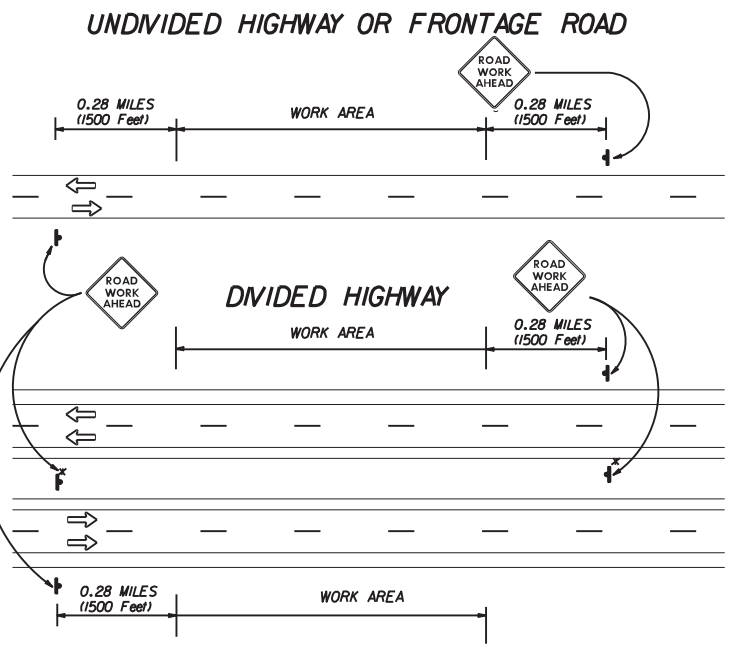 UNDIVIDED HIGHWAY OR FRONTAGE ROAD
ROAD
WORK
AHEAD
0.28 MILES
(1500 Feet)
WORK AREA
0.28 MILES
(1500 Feet)
ROAD
WORK
AHEAD
DIVIDED HIGHWAY
ROAD
WORK
AHEAD
WORK AREA
0.28 MILES
(1500 Feet)
x
x
0.28 MILES
(1500 Feet)
WORK AREA